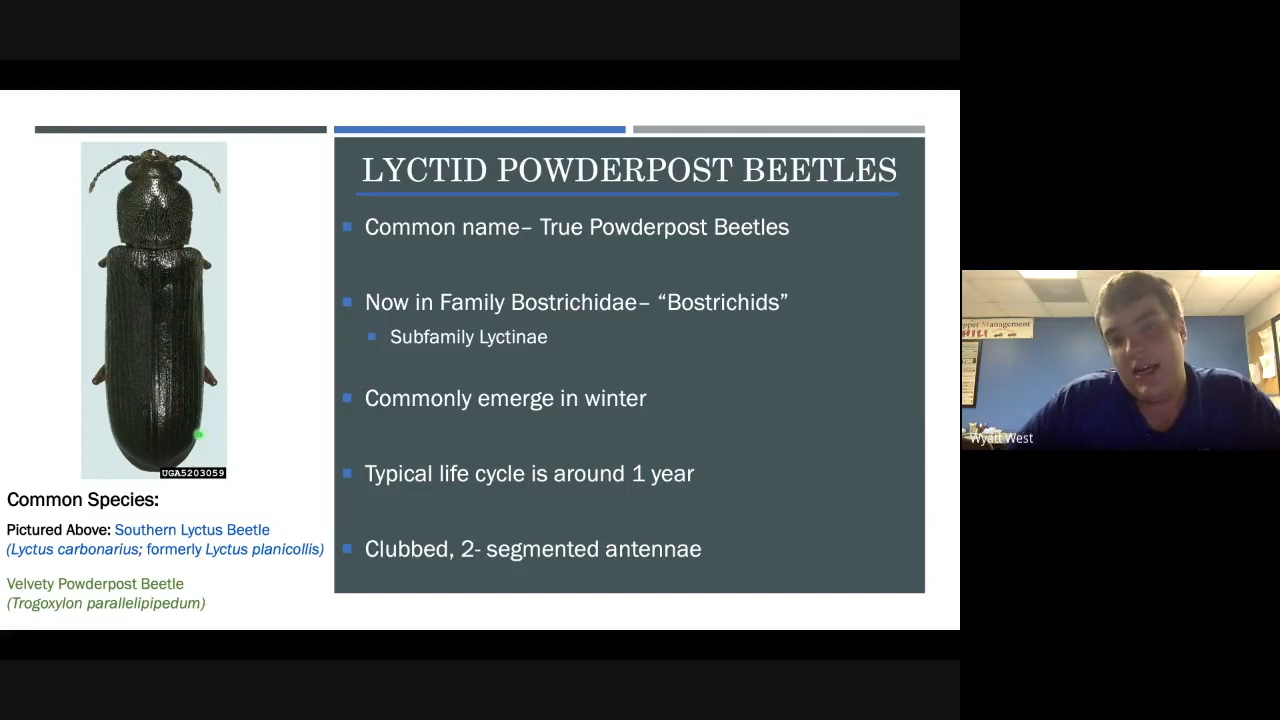 LYCTID POWDERPOST BEETLES
Common name– True Powderpost Beetles
Now in Family Bostrichidae– “Bostrichids”
Subfamily Lyctinae
Commonly emerge in winter
Typical life cycle is around 1 year
Clubbed, 2- segmented antennae
UGA5203059
Common Species:
Pictured Above: Southern Lyctus Beetle
(Lyctus carbonarius; formerly Lyctus planicollis)
Velvety Powderpost Beetle
(Trogoxylon parallelipipedum)
Management
Wyatt West